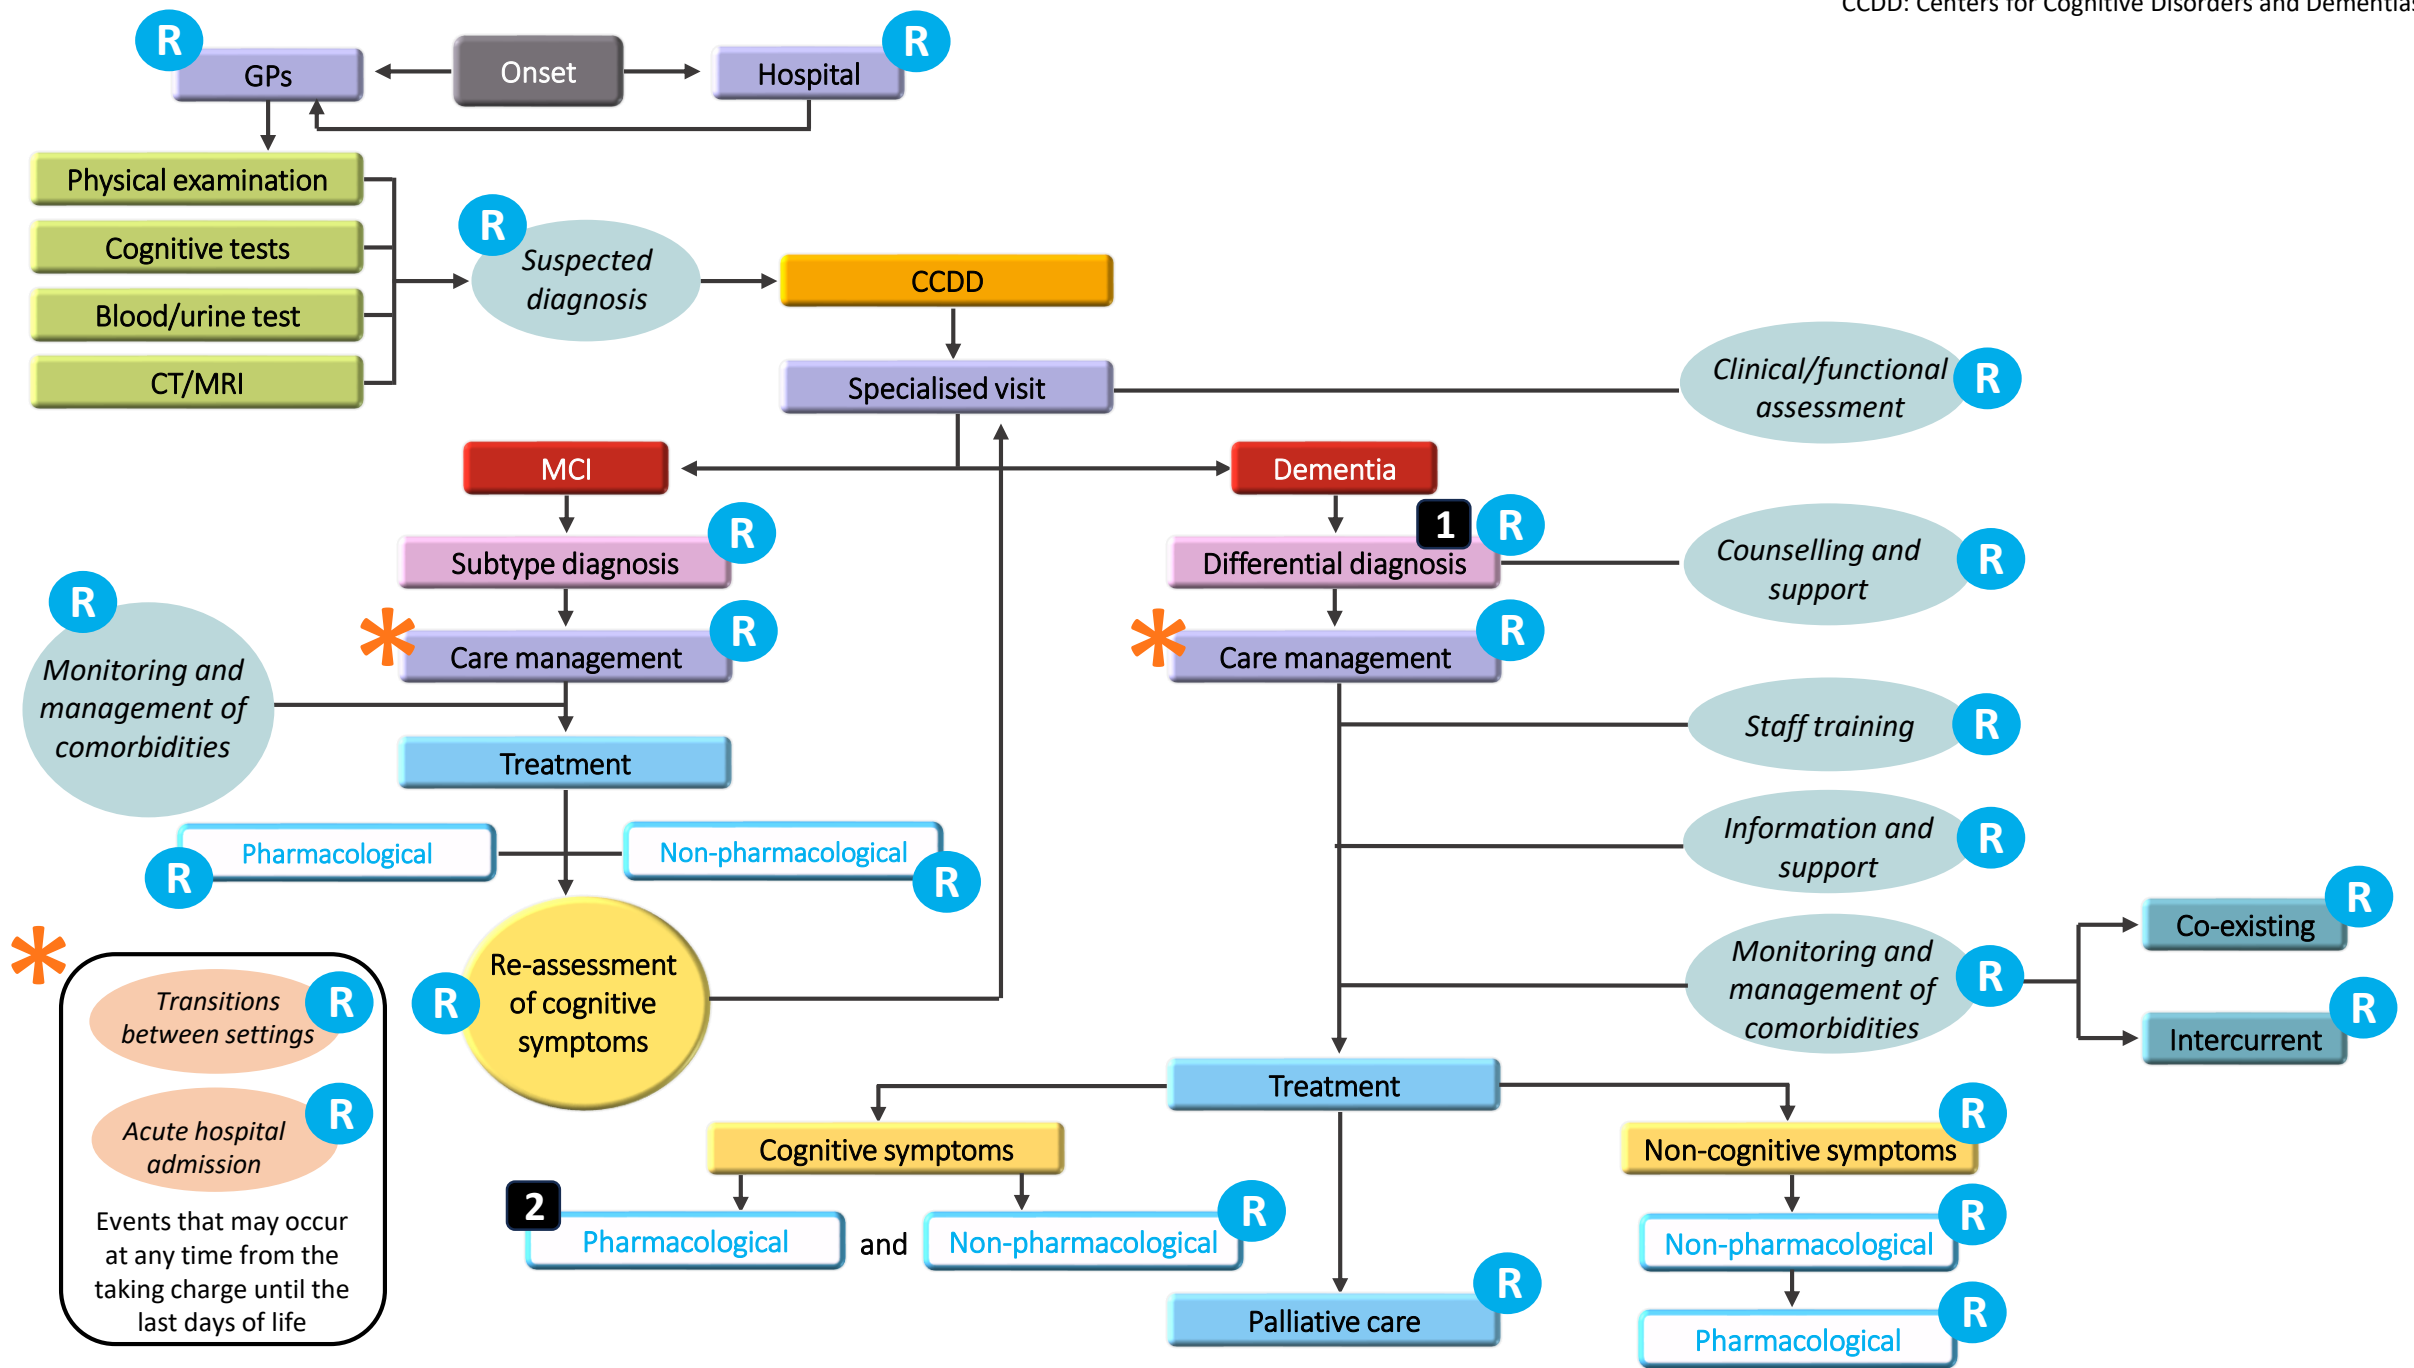 CCDD: Centers for Cognitive Disorders and Dementias
R
GPs
Onset
Hospital
R
Physical examination
Cognitive tests
Blood/urine test
CT/MRI
R
Suspected
diagnosis
CCDD
Specialised visit
Clinical/functional
assessment
R
MCI
Dementia
Subtype diagnosis
R
1
R
Differential diagnosis
Counselling and
support
R
*
Care management
R
*
Care management
R
R
Monitoring and
management of
comorbidities
Staff training
R
Treatment
Information and
support
R
Pharmacological
R
Non-pharmacological
R
Re-assessment
of cognitive
symptoms
R
Monitoring and
management of
comorbidities
R
Co-existing
R
Intercurrent
R
*
Transitions
between settings
R
Acute hospital
admission
R
Events that may occur
at any time from the
taking charge until the
last days of life
Treatment
Cognitive symptoms
Non-cognitive symptoms
R
2
Pharmacological
and
Non-pharmacological
R
Non-pharmacological
R
Palliative care
R
Pharmacological
R